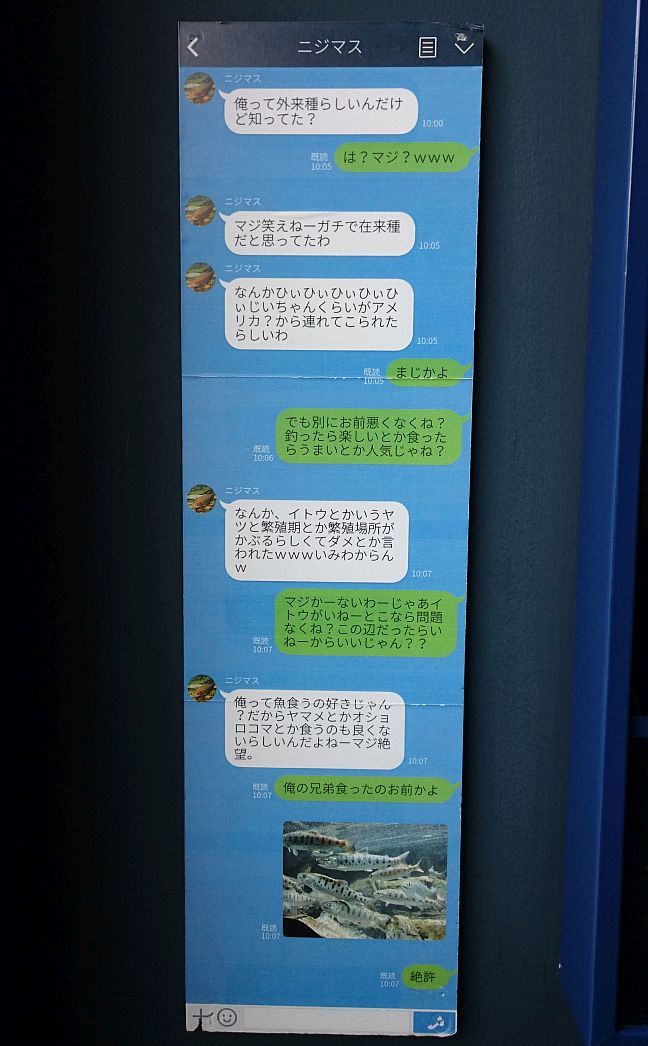 ニジマス
ニジマス
俺って外来種らしいんだけ
ど知ってた？
10:00
は？マジ？ｗｗｗ
既読
10:05
ニジマス
マジ笑えねーガチで在来種
だと思ってたわ
10:05
ニジマス
なんかひぃひぃひぃひぃひ
ぃじいちゃんくらいがアメ
リカ？から連れてこられた
らしいわ
10:05
まじかよ
既読
10:05
でも別にお前悪くなくね？
釣ったら楽しいとか食った
らうまいとか人気じゃね？
既読
10:06
ニジマス
なんか、イトウとかいうヤ
ツと繁殖期とか繁殖場所が
かぶるらしくてダメとか言
われたｗｗｗいみわからん
ｗ
10:07
マジかーないわーじゃあイ
トウがいねーとこなら問題
なくね？この辺だったらい
ねーからいいじゃん？？
既読
10:07
ニジマス
俺って魚食うの好きじゃん
？だからヤマメとかオショ
ロコマとか食うのも良くな
いらしいんだよねーマジ絶
望。
10:07
俺の兄弟食ったのお前かよ
既読
10:07
既読
10:07
絶許
既読
10:07